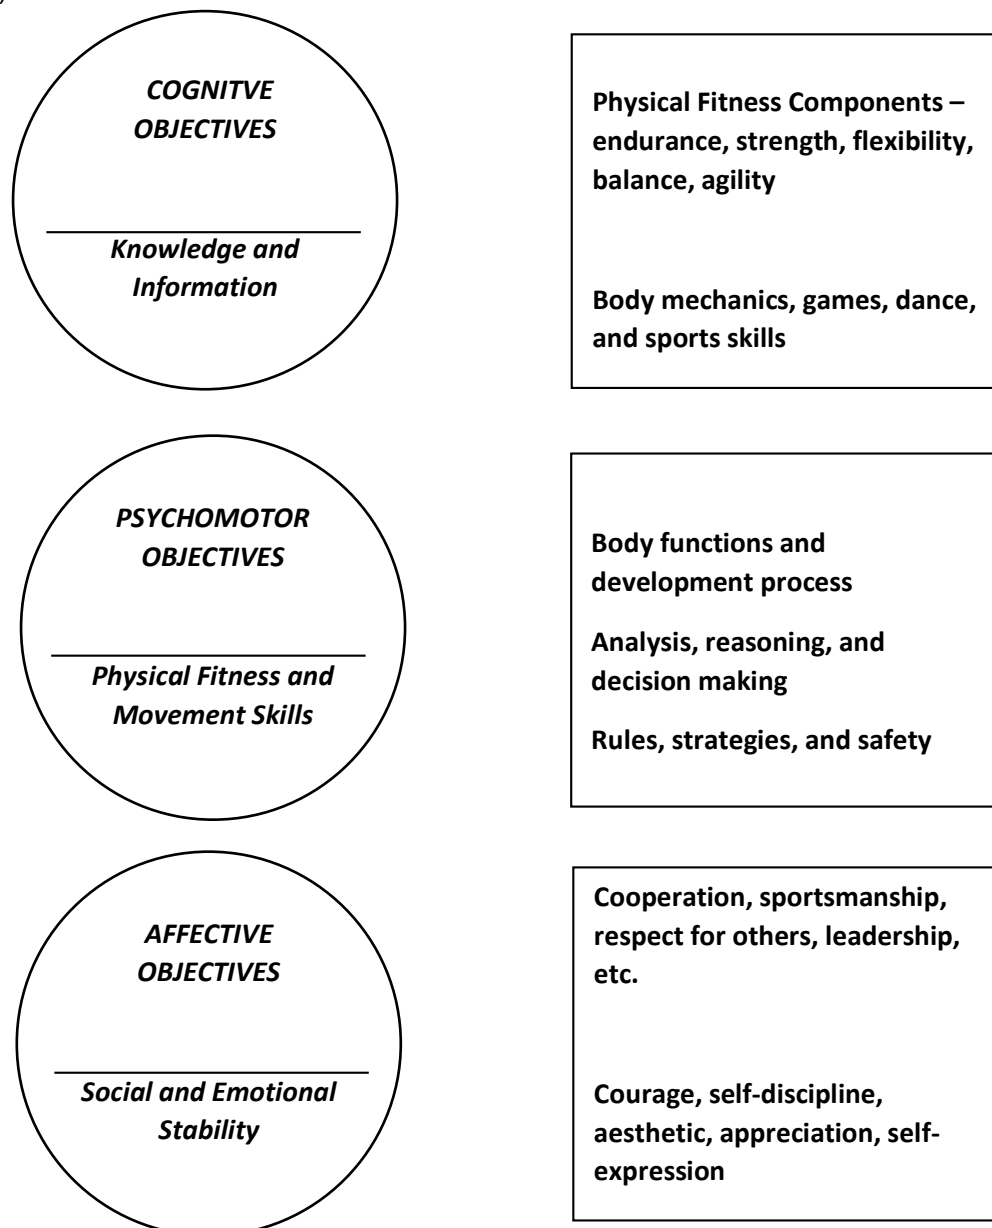 )
COGNITVE
OBJECTIVES
Knowledge and
Information
Physical Fitness Components –
endurance, strength, flexibility,
balance, agility
Body mechanics, games, dance,
and sports skills
PSYCHOMOTOR
OBJECTIVES
Physical Fitness and
Movement Skills
Body functions and
development process
Analysis, reasoning, and
decision making
Rules, strategies, and safety
AFFECTIVE
OBJECTIVES
Social and Emotional
Stability
Cooperation, sportsmanship,
respect for others, leadership,
etc.
Courage, self-discipline,
aesthetic, appreciation, self-
expression